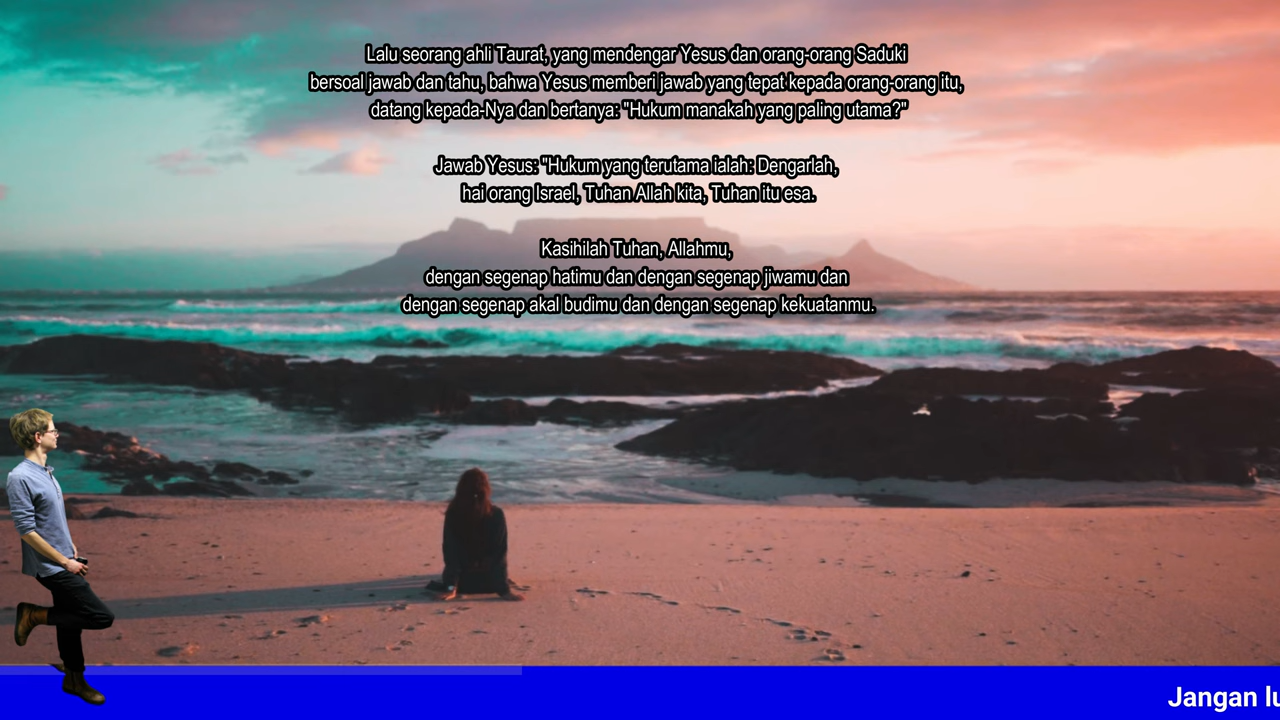 Lalu seorang ahli Taurat, yang mendengar Yesus dan orang-orang Saduki
bersoal jawab dan tahu, bahwa Yesus memberi jawab yang tepat kepada orang-orang itu,
datang kepada-Nya dan bertanya: "Hukum manakah yang paling utama?"
Jawab Yesus: "Hukum yang terutama ialah: Dengarlah,
hai orang Israel, Tuhan Allah kita, Tuhan itu esa.
Kasihilah Tuhan, Allahmu,
dengan segenap hatimu dan dengan segenap jiwamu dan
dengan segenap akal budimu dan dengan segenap kekuatanmu.
Jangan